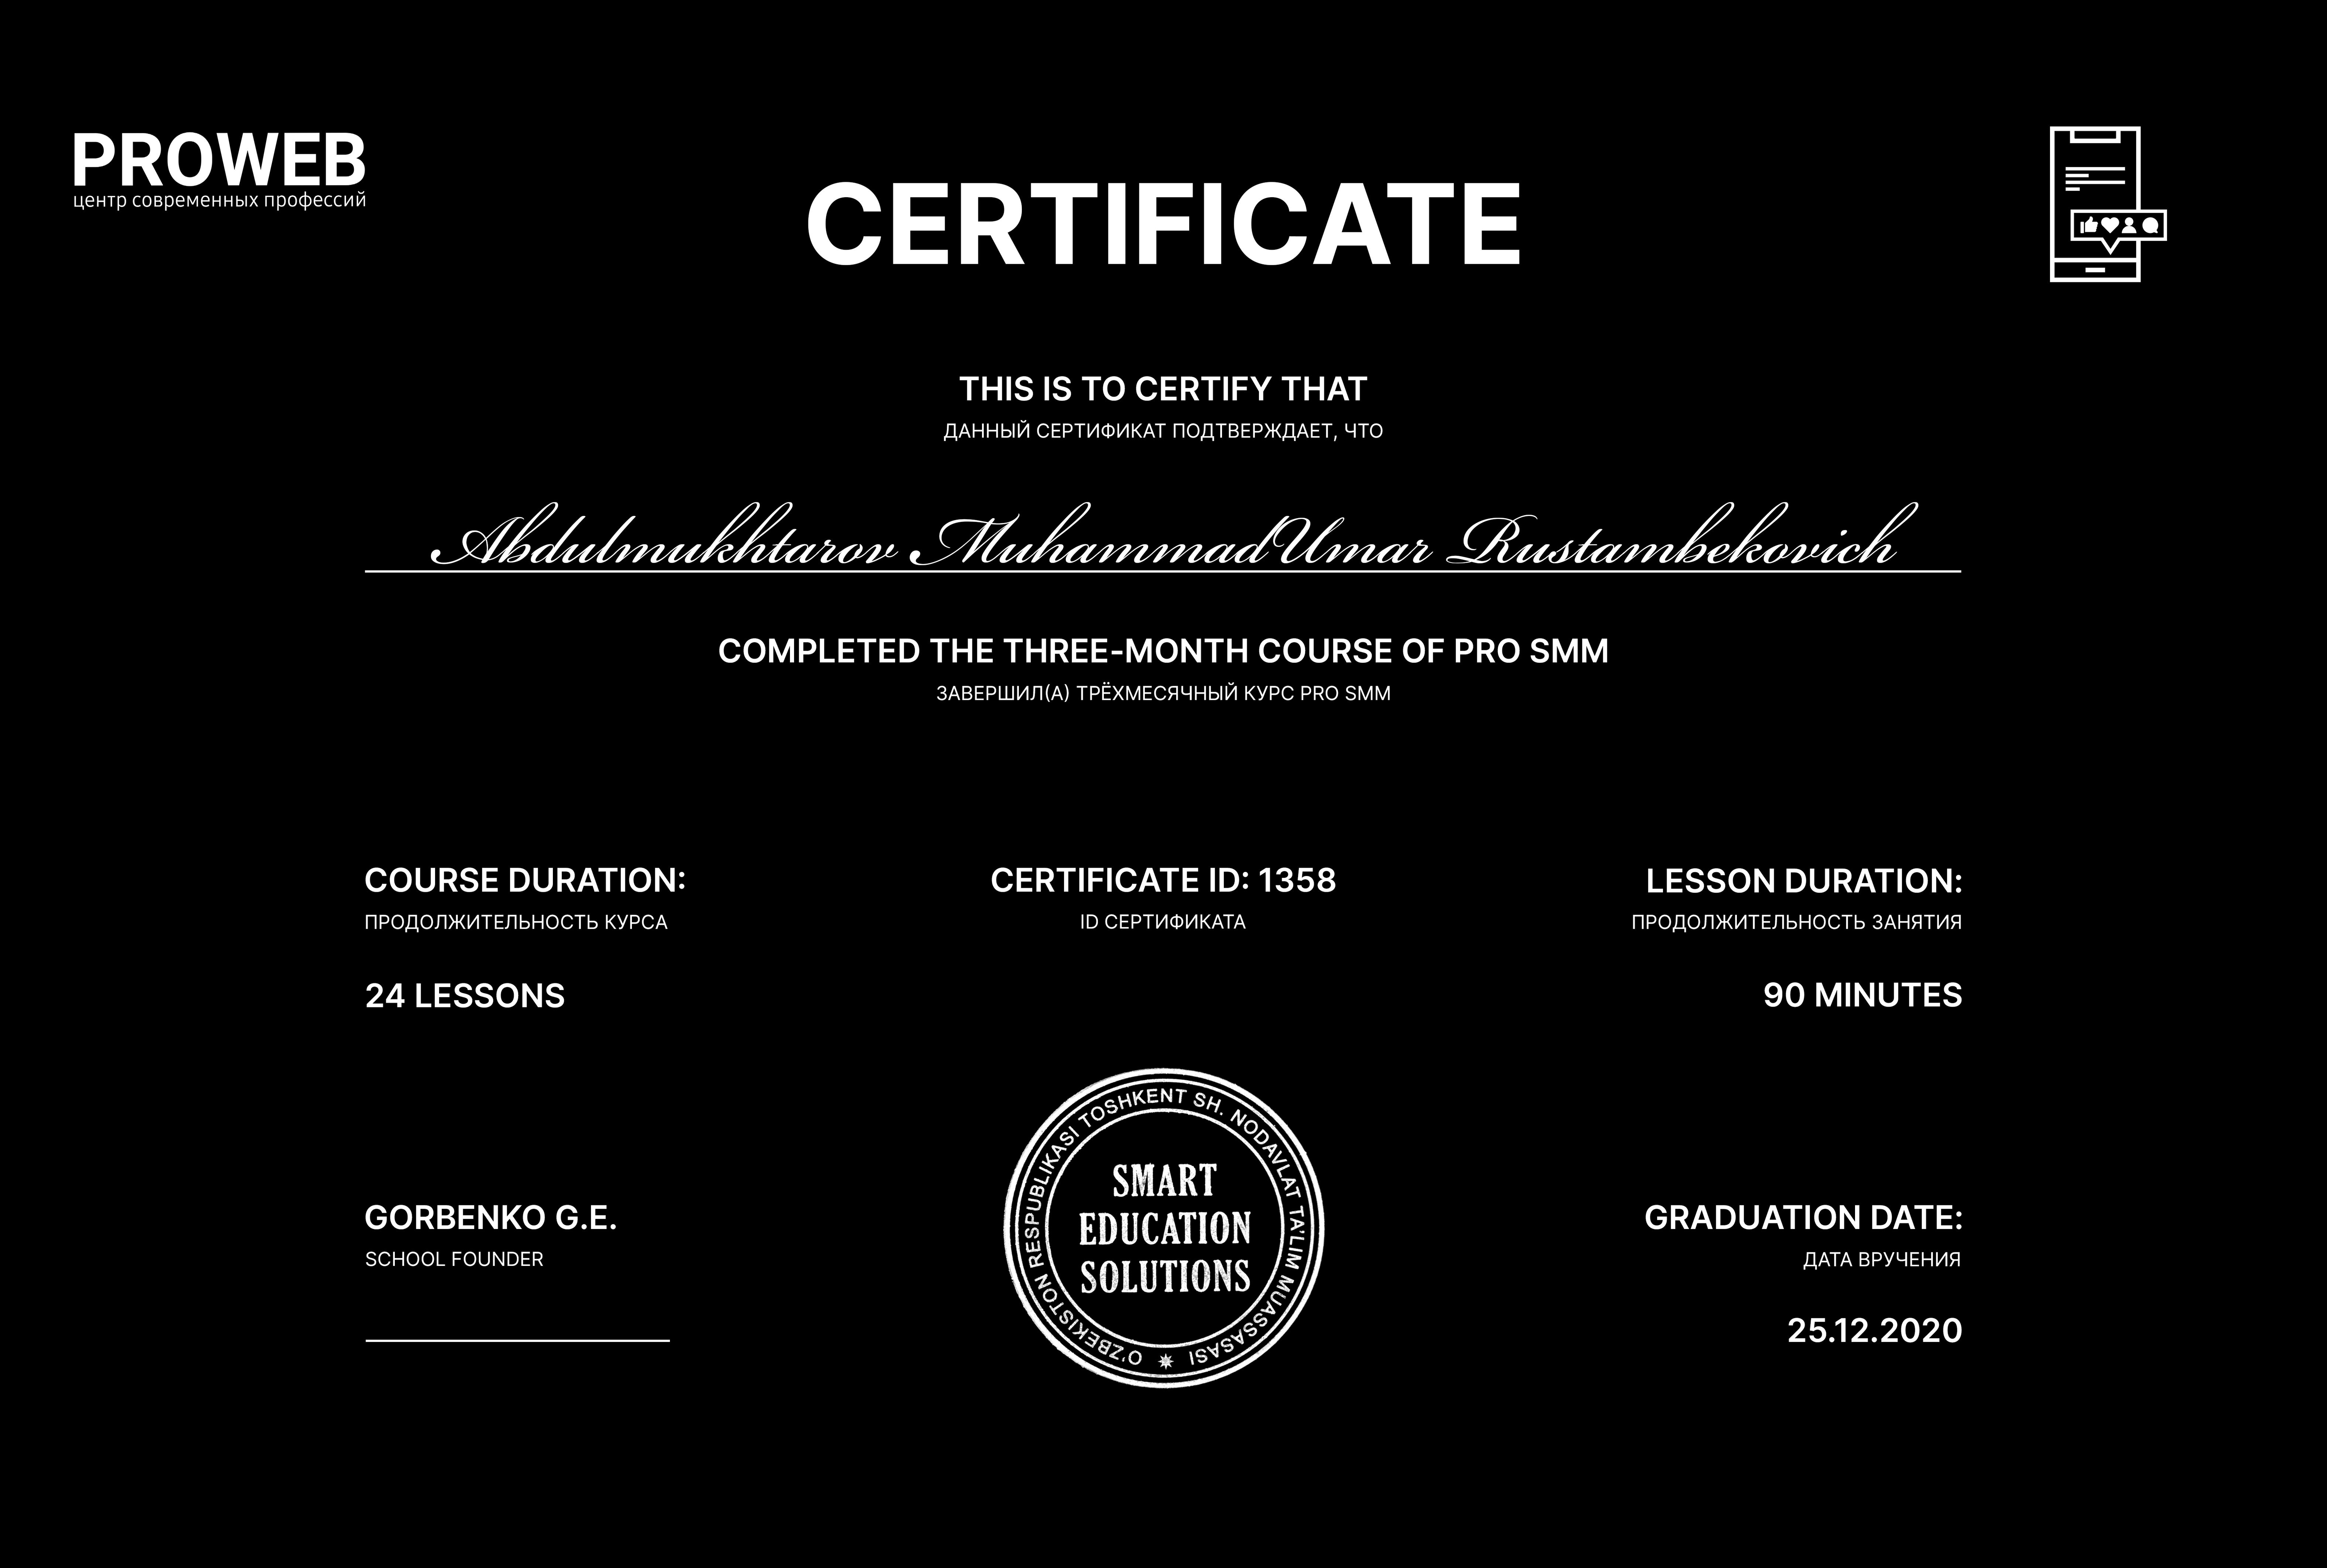 PROWEB
центр современных профессий
CERTIFICATE
THIS IS TO CERTIFY THAT
ДАННЫЙ СЕРТИФИКАТ ПОДТВЕРЖДАЕТ, ЧТО
Abdulmukhtarov MuhammadUmar Rustambekovich
COMPLETED THE THREE-MONTH COURSE OF PRO SMM
ЗАВЕРШИЛ(А) ТРЁХМЕСЯЧНЫЙ КУРС PRO SMM
COURSE DURATION:
ПРОДОЛЖИТЕЛЬНОСТЬ КУРСА
24 LESSONS
CERTIFICATE ID: 1358
ID СЕРТИФИКАТА
LESSON DURATION:
ПРОДОЛЖИТЕЛЬНОСТЬ ЗАНЯТИЯ
90 MINUTES
GORBENKO G.E.
SCHOOL FOUNDER
O'ZBEKISTON RESPUBLIKASI TOSHKENT SH. NODAVLAT TA'LIM MUASSASASI
SMART
EDUCATION
SOLUTIONS
GRADUATION DATE:
ДАТА ВРУЧЕНИЯ
25.12.2020